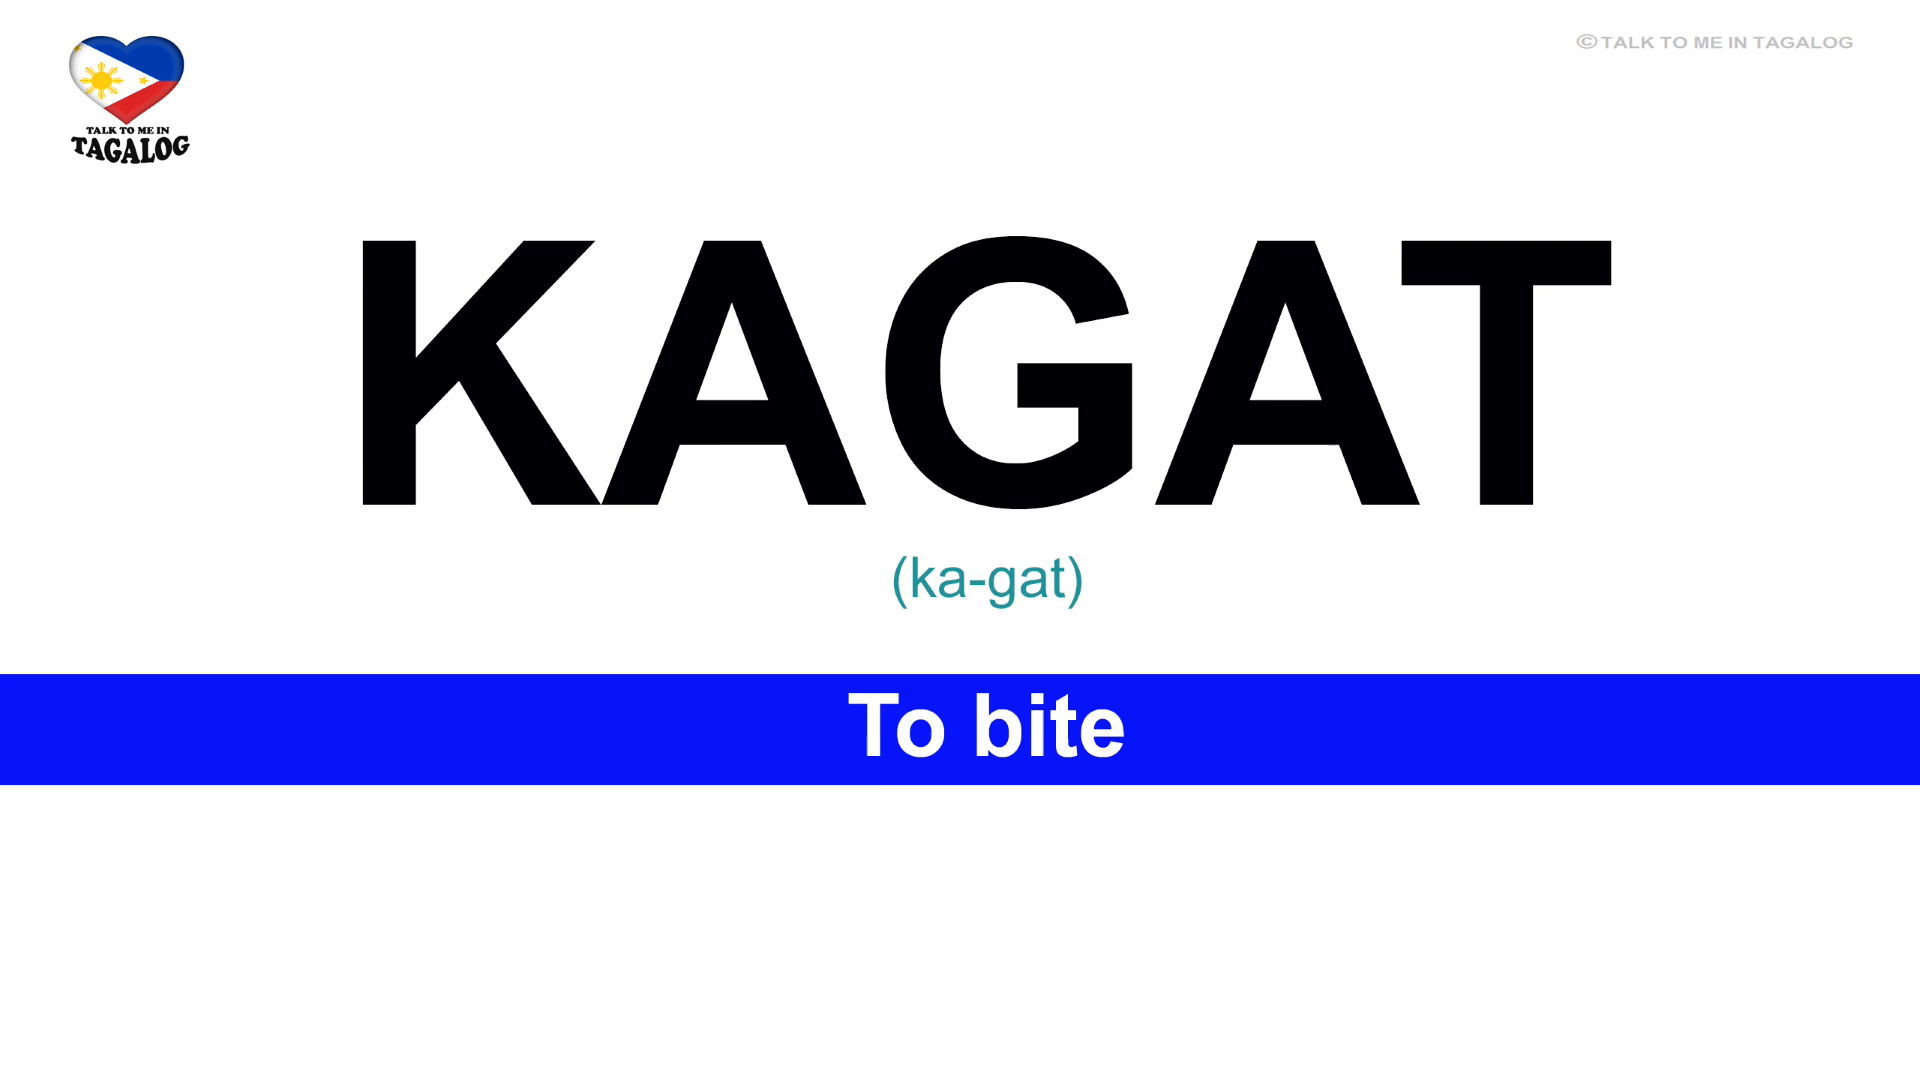 TALK TO ME IN
TAGALOG
© TALK TO ME IN TAGALOG
KAGAT
(ka-gat)
To bite